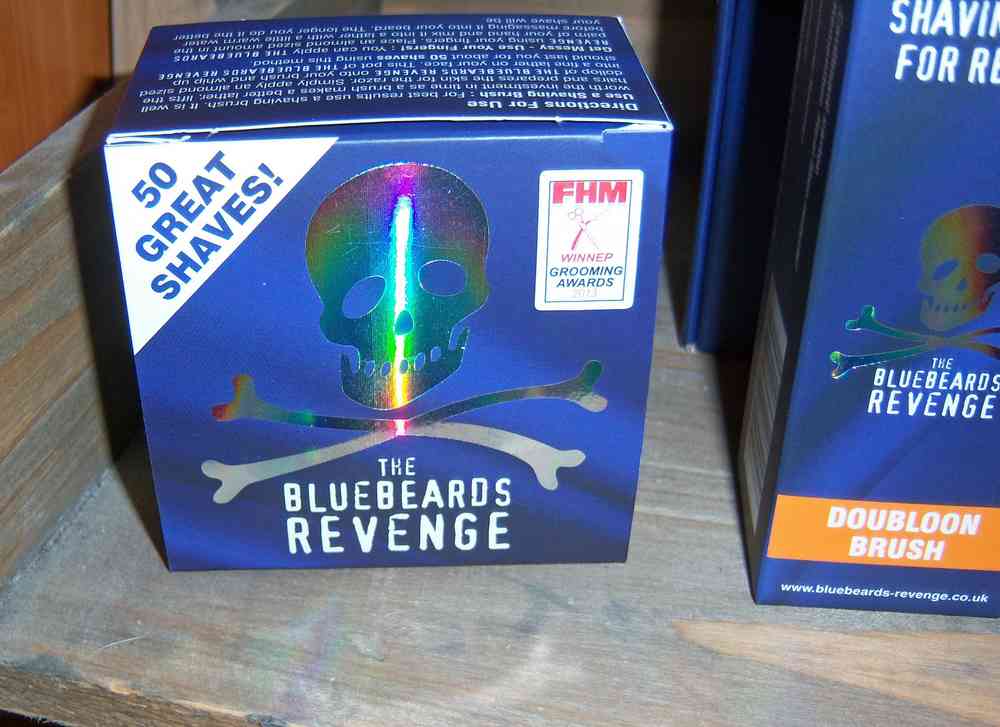 Directions For Use
Use a Shaving Brush : For best results use a shaving brush. It is well
worth the investment in time as a brush makes a better lather, lifts the
hairs and preps the skin for razor. Simply apply an almond sized
dollop of THE BLUEBEARDS REVENGE onto your brush and whip up
into a fine lather on your face. This pot of THE BLUEBEARDS REVENGE
should last you for about 50 shaves using this method
Get Messy - Use Your Fingers! You can apply THE BLUEBEARDS
REVENGE using your fingers. Place an almond sized amount in the
palm of your hand and mix it into a lather with a little warm water
before massaging it into your beard. The longer you do it the better
your shave will be
50
GREAT
SHAVES!
FHM
WINNER
GROOMING
AWARDS
2013
THE
BLUEBEARDS
REVENGE
SHAVIN
FOR RE
THE
BLUEBEARDS
REVENGE
DOUBLOON
BRUSH
www.bluebeards-revenge.co.uk